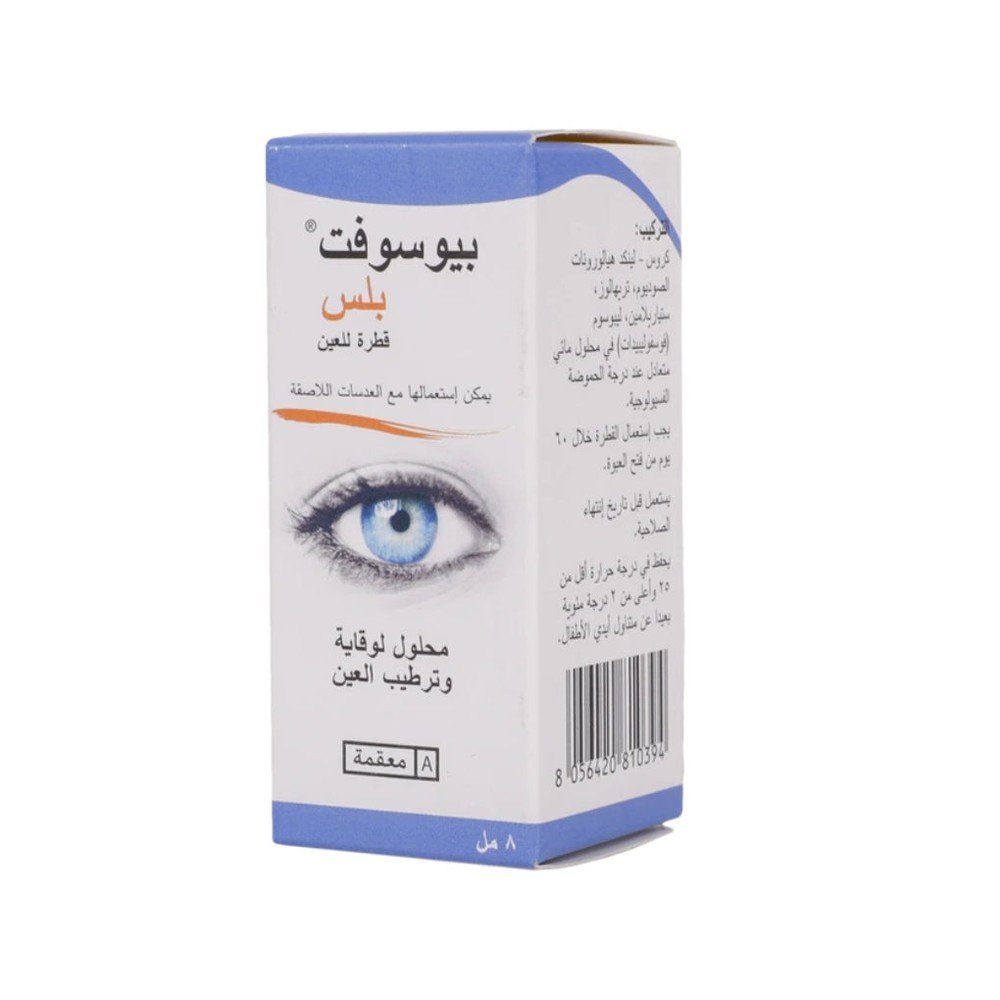 بيوسوفت ®
بلس
قطرة للعين
يمكن إستعمالها مع العدسات اللاصقة
محلول لوقاية
وترطيب العين
A معقمة
٨ مل
التركيب:
كروس - لينكد هيالورونات
الصوديوم، تريهالوز،
ستياريلامين، ليبوسوم
(فوسفوليبيدات) في محلول مائي
متعادل عند درجة الحموضة
الفسيولوجية.
يجب إستعمال القطرة خلال ٦٠
يوم من فتح العبوة.
يستعمل قبل تاريخ إنتهاء
الصلاحية.
يحفظ في درجة حرارة أقل من
٢٥ وأعلى من ٢ درجة مئوية
بعيدا عن متناول أيدي الأطفال.
8 056420 810394